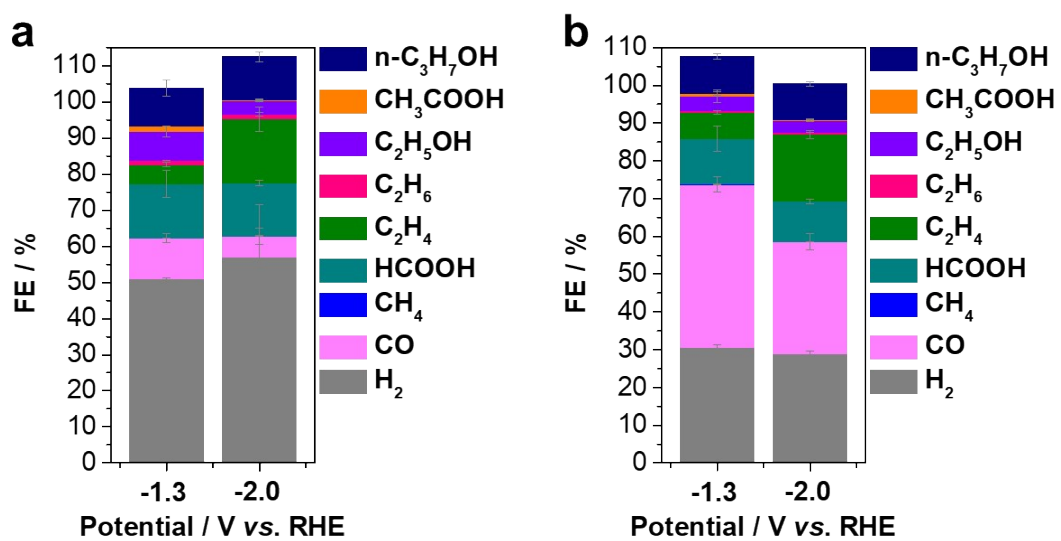 a
FE / %
110
100
90
80
70
60
50
40
30
20
10
0
-1.3
-2.0
Potential / V vs. RHE
n-C₃H₇OH
CH₃COOH
C₂H₅OH
C₂H₆
C₂H₄
HCOOH
CH₄
CO
H₂
b
FE / %
110
100
90
80
70
60
50
40
30
20
10
0
-1.3
-2.0
Potential / V vs. RHE
n-C₃H₇OH
CH₃COOH
C₂H₅OH
C₂H₆
C₂H₄
HCOOH
CH₄
CO
H₂